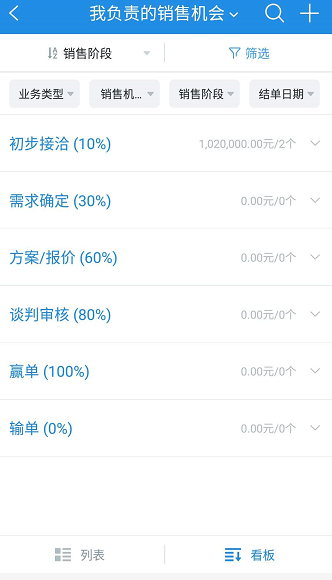 我负责的销售机会
销售阶段 筛选
业务类型 销售机... 销售阶段 结单日期
初步接洽 (10%) 1,020,000.00元/2个
需求确定 (30%) 0.00元/0个
方案/报价 (60%) 0.00元/0个
谈判审核 (80%) 0.00元/0个
赢单 (100%) 0.00元/0个
输单 (0%) 0.00元/0个
列表 看板